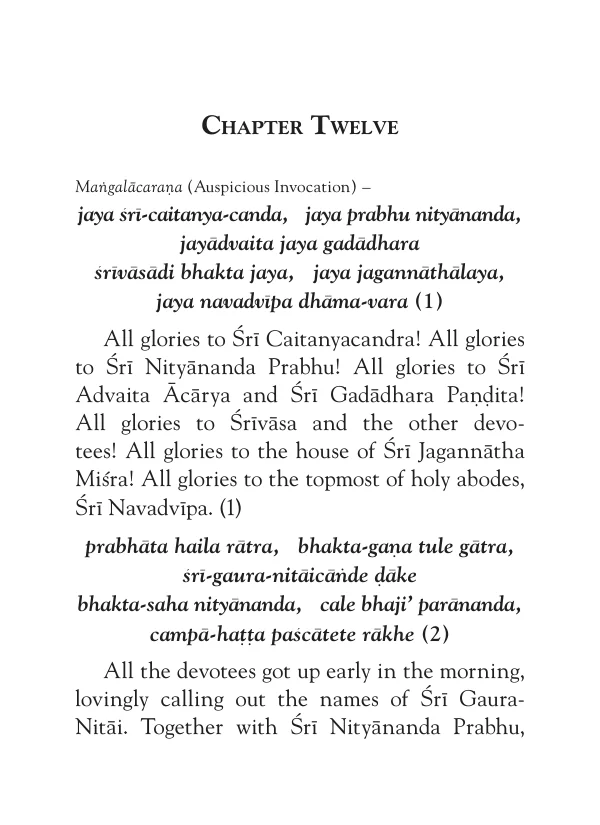 Chapter Twelve
Maṅgalācaraṇa (Auspicious Invocation) –
jaya śrī-caitanya-canda, jaya prabhu nityānanda,
jayādvaita jaya gadādhara
śrīvāsādi bhakta jaya, jaya jagannāthālaya,
jaya navadvīpa dhāma-vara (1)
All glories to Śrī Caitanyacandra! All glories
to Śrī Nityānanda Prabhu! All glories to Śrī
Advaita Ācārya and Śrī Gadādhara Paṇḍita!
All glories to Śrīvāsa and the other devo-
tees! All glories to the house of Śrī Jagannātha
Miśra! All glories to the topmost of holy abodes,
Śrī Navadvīpa. (1)
prabhāta haila rātra, bhakta-gaṇa tule gātra,
śrī-gaura-nitāicāṅde ḍāke
bhakta-saha nityānanda, cale bhaji’ parānanda,
campā-haṭṭa paścātete rākhe (2)
All the devotees got up early in the morning,
lovingly calling out the names of Śrī Gaura-
Nitāi. Together with Śrī Nityānanda Prabhu,